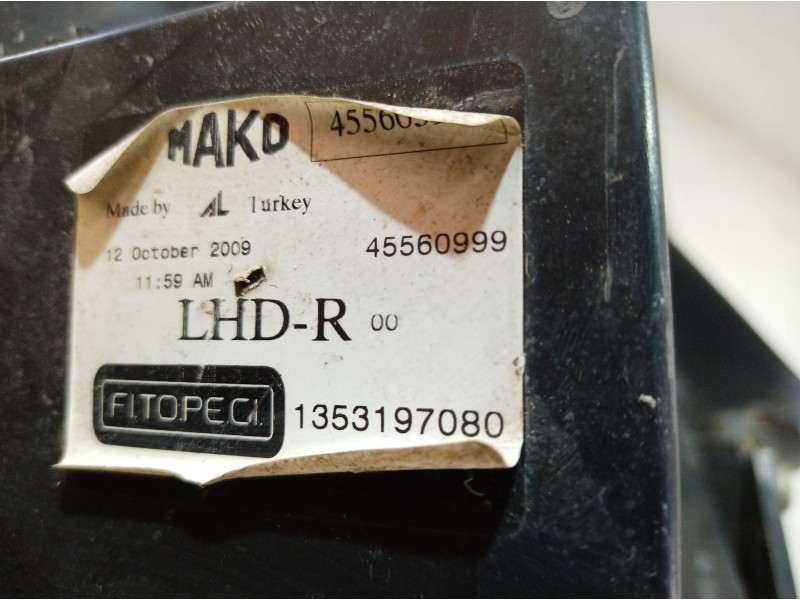 MAKO
Made by AL Turkey
12 October 2009
45560999
11:59 AM
LHD-R 00
FITOPECI
1353197080